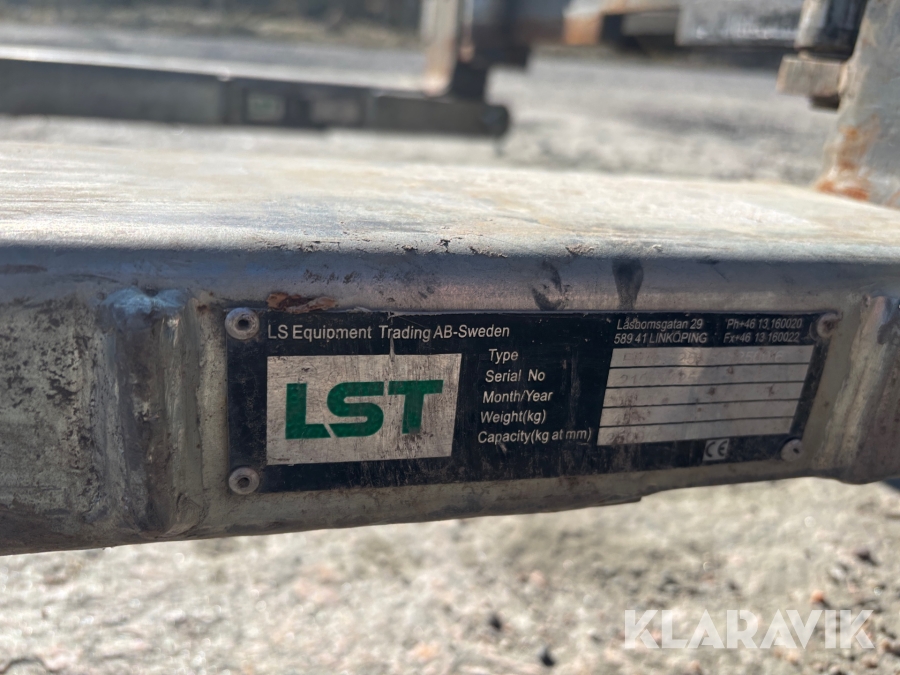 LS Equipment Trading AB-Sweden
Låsbomsgatan 29
589 41 LINKÖPING
Ph+46 13 160020
Fx+46 13 160022
LST
Type
Serial No
Month/Year
Weight(kg)
Capacity(kg at mm)
CE
KLARAVIK